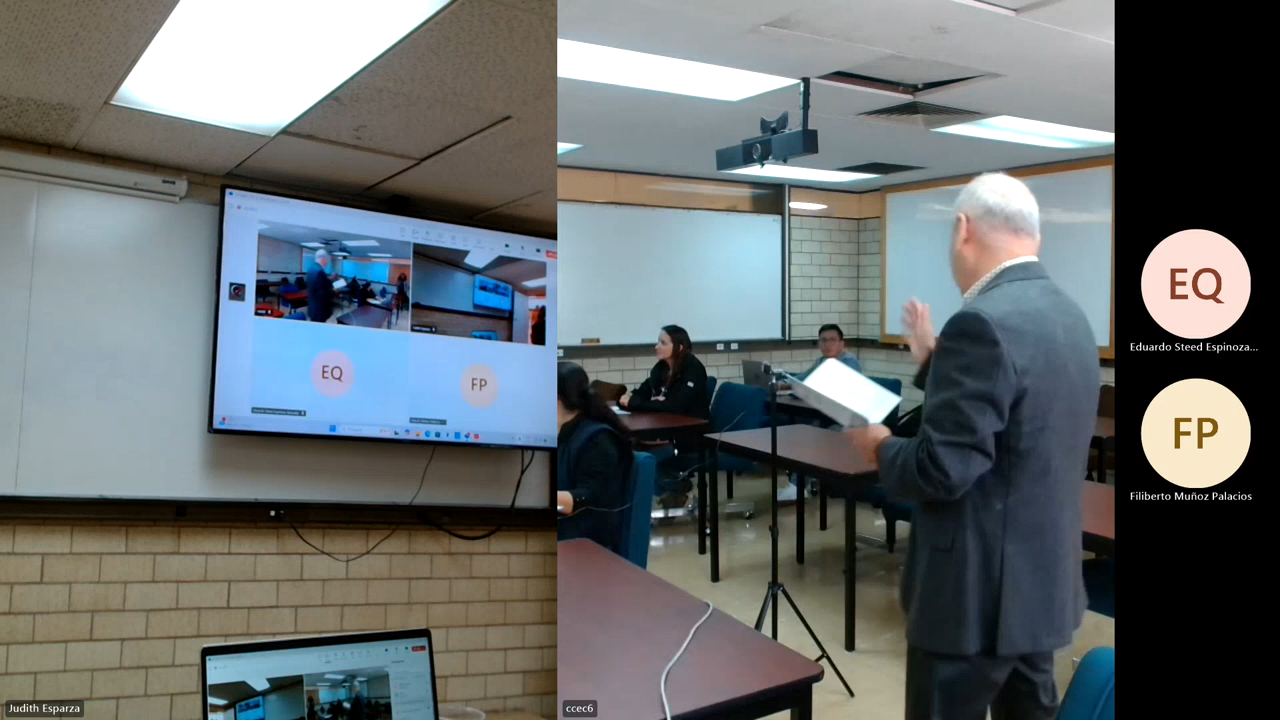 EQ
FP
Judith Esparza
ccec6
EQ
Eduardo Steed Espinoza...
FP
Filiberto Muñoz Palacios